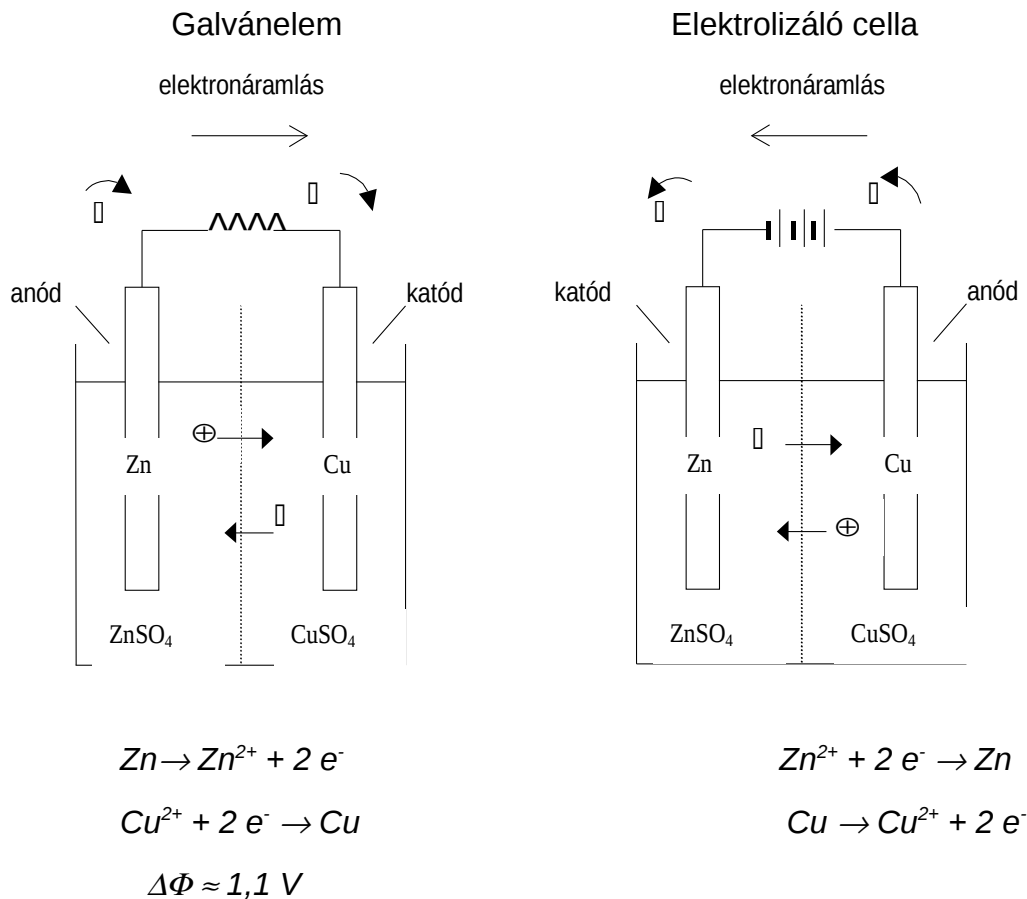 Galvánelem
elektronáramlás
anód
katód
⊕
Zn
Cu
ZnSO₄
CuSO₄
Zn → Zn²⁺ + 2 e⁻
Cu²⁺ + 2 e⁻ → Cu
ΔΦ ≈ 1,1 V
Elektrolizáló cella
elektronáramlás
katód
anód
Zn
Cu
⊕
ZnSO₄
CuSO₄
Zn²⁺ + 2 e⁻ → Zn
Cu → Cu²⁺ + 2 e⁻